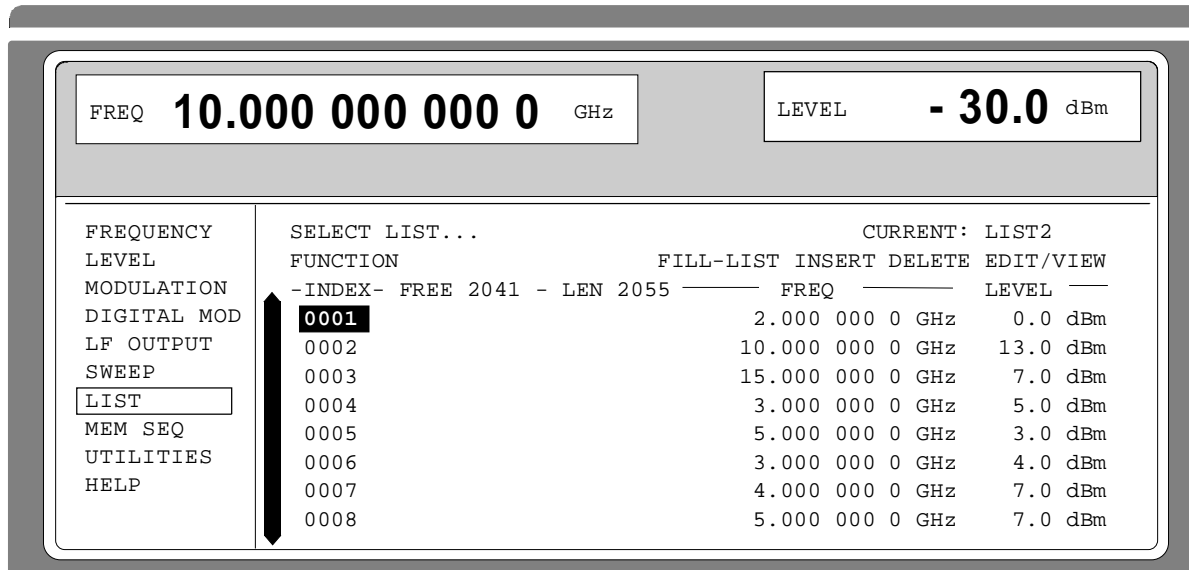 FREQ 10.000 000 000 0 GHz LEVEL - 30.0 dBm
FREQUENCY
LEVEL
MODULATION
DIGITAL MOD
LF OUTPUT
SWEEP
LIST
MEM SEQ
UTILITIES
HELP
SELECT LIST... CURRENT: LIST2
FUNCTION FILL-LIST INSERT DELETE EDIT/VIEW
-INDEX- FREE 2041 - LEN 2055 FREQ LEVEL
0001 2.000 000 0 GHz 0.0 dBm
0002 10.000 000 0 GHz 13.0 dBm
0003 15.000 000 0 GHz 7.0 dBm
0004 3.000 000 0 GHz 5.0 dBm
0005 5.000 000 0 GHz 3.0 dBm
0006 3.000 000 0 GHz 4.0 dBm
0007 4.000 000 0 GHz 7.0 dBm
0008 5.000 000 0 GHz 7.0 dBm